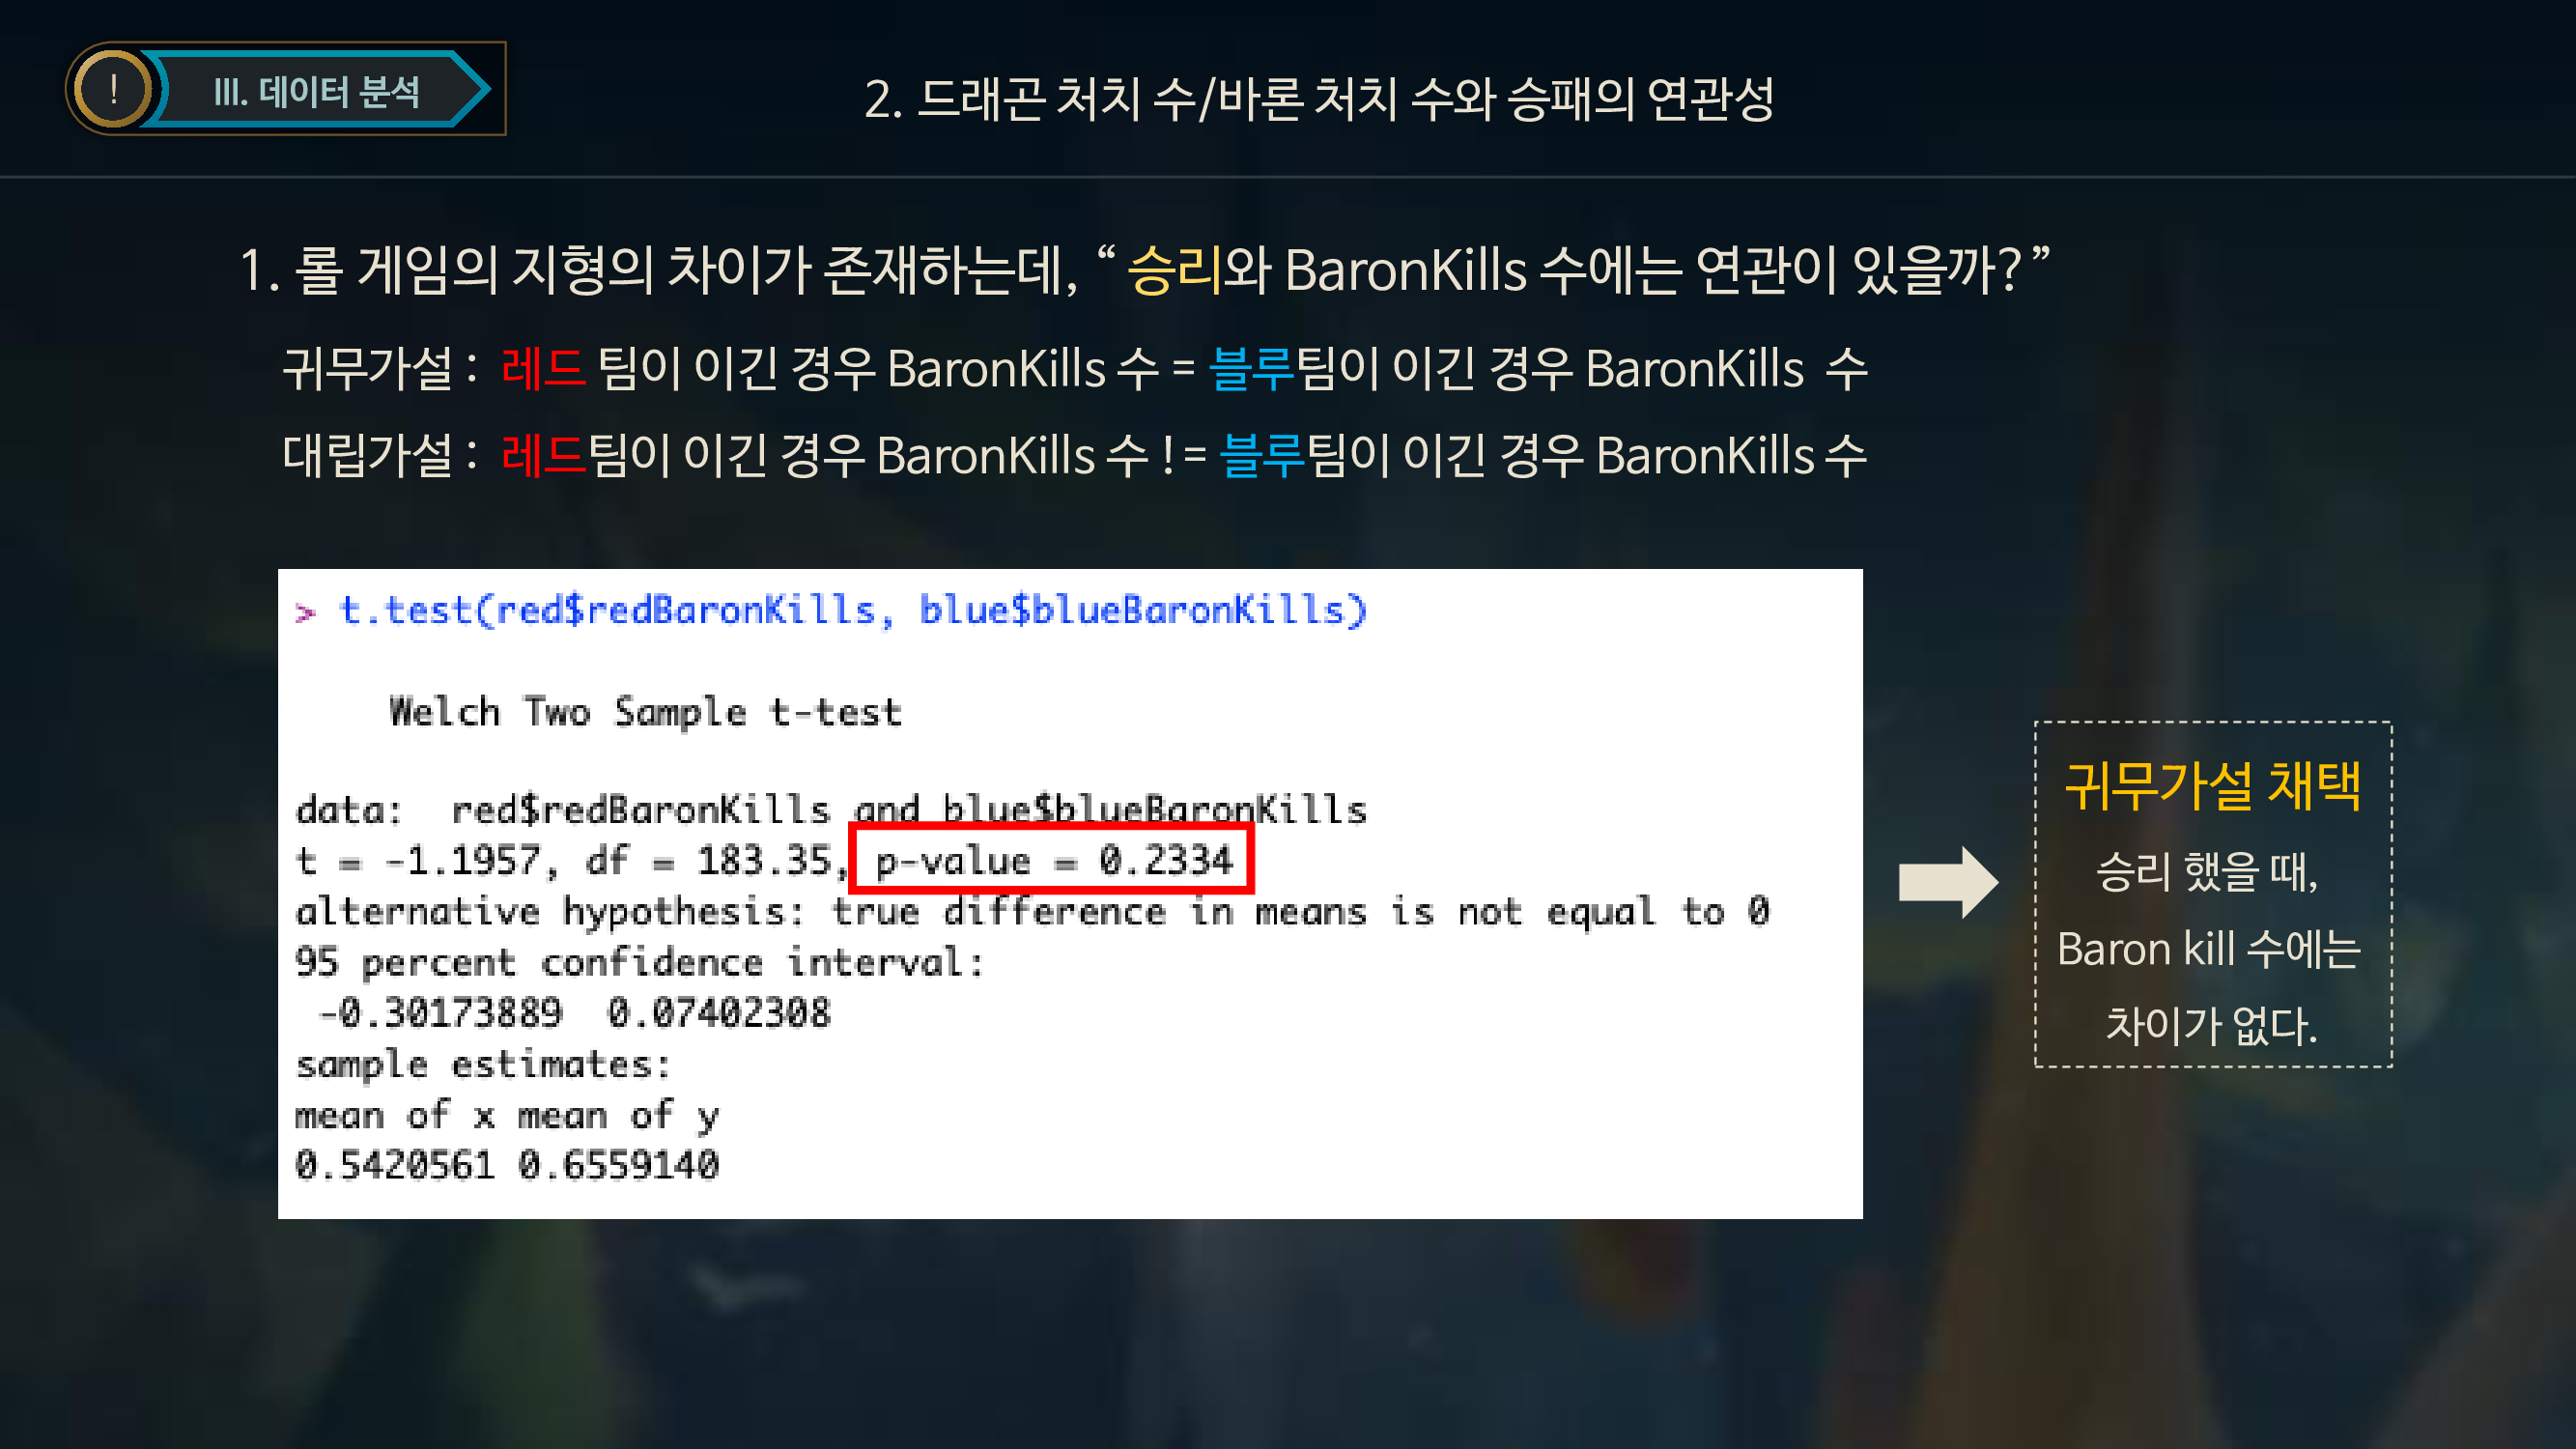 !
III. 데이터 분석
2. 드래곤 처치 수/바론 처치 수와 승패의 연관성
1. 롤 게임의 지형의 차이가 존재하는데, “ 승리와 BaronKills 수에는 연관이 있을까? ”
귀무가설 : 레드 팀이 이긴 경우 BaronKills 수 = 블루팀이 이긴 경우 BaronKills 수
대립가설 : 레드팀이 이긴 경우 BaronKills 수 != 블루팀이 이긴 경우 BaronKills 수
> t.test(red$redBaronKills, blue$blueBaronKills)
Welch Two Sample t-test
data: red$redBaronKills and blue$blueBaronKills
t = -1.1957, df = 183.35, p-value = 0.2334
alternative hypothesis: true difference in means is not equal to 0
95 percent confidence interval:
-0.30173889 0.07402308
sample estimates:
mean of x mean of y
0.5420561 0.6559140
귀무가설 채택
승리 했을 때,
Baron kill 수에는
차이가 없다.